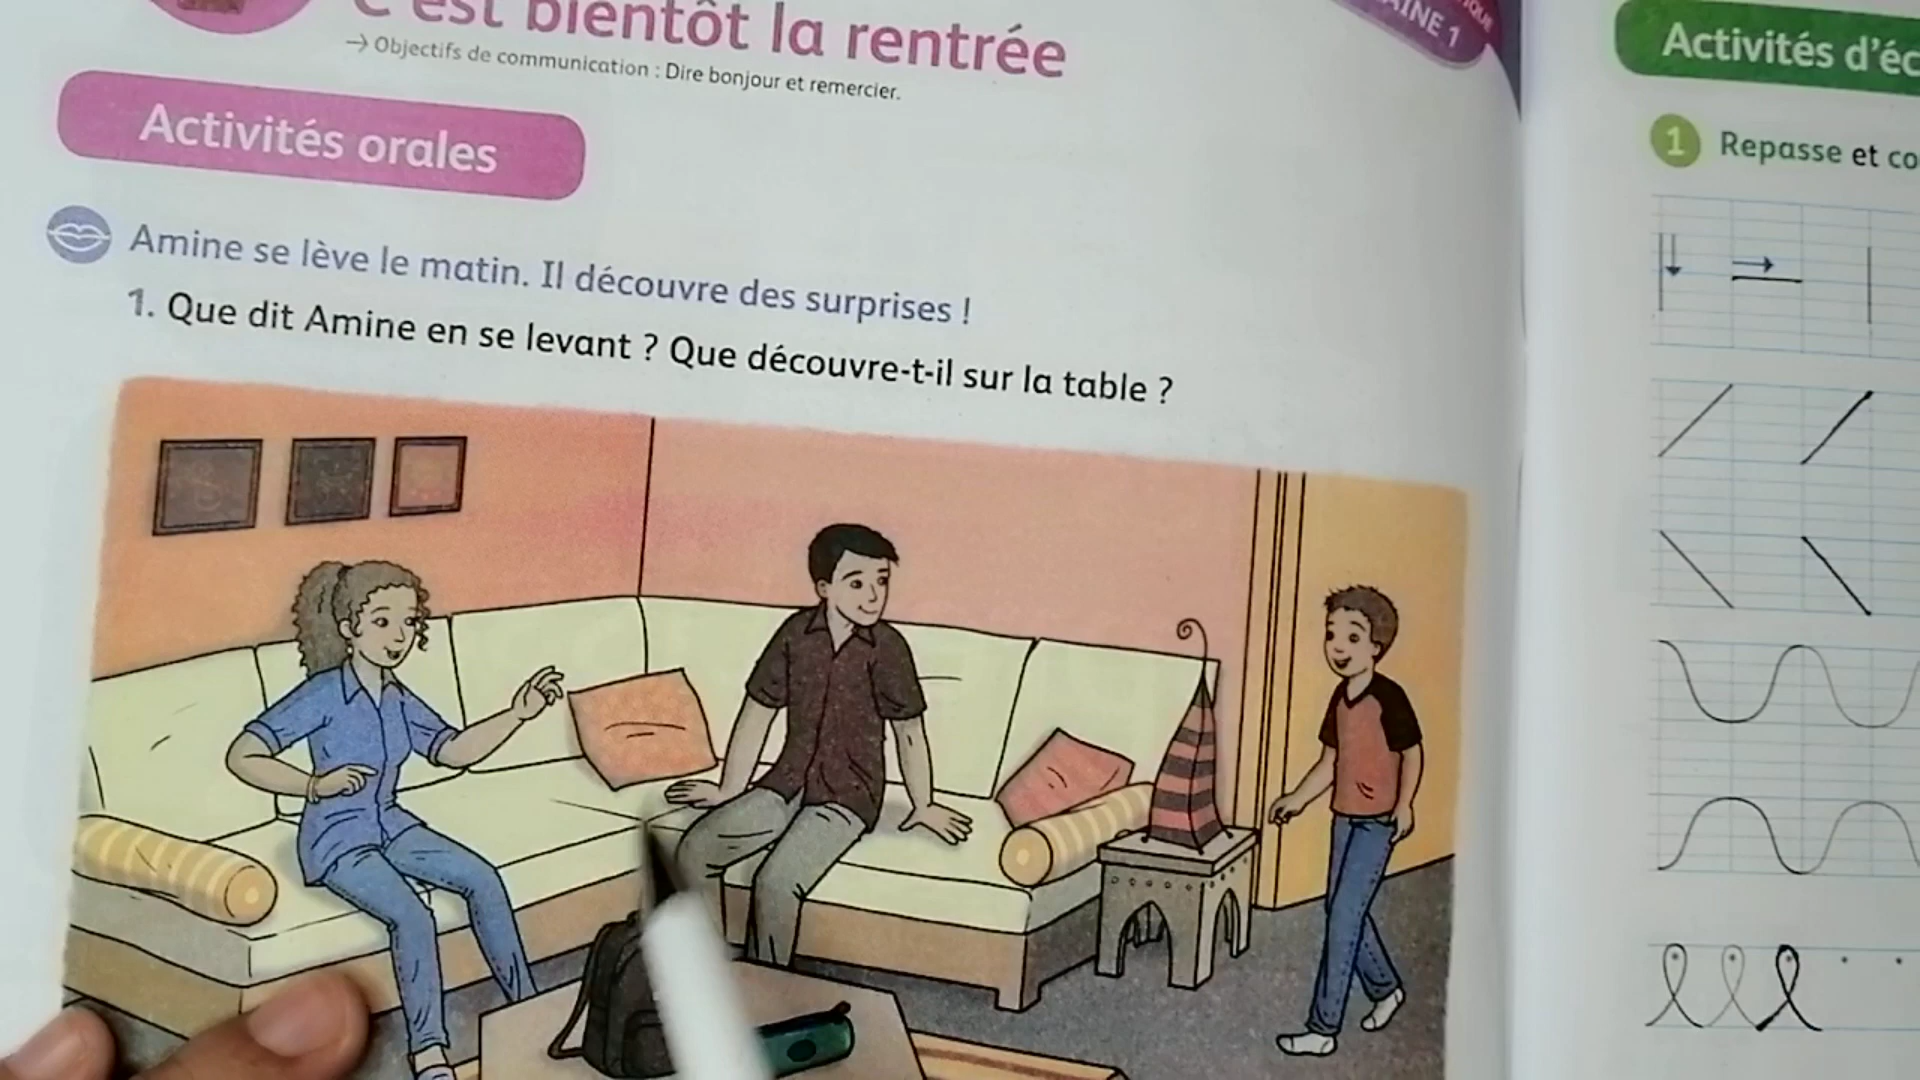 C'est bientôt la rentrée
→ Objectifs de communication : Dire bonjour et remercier.
Activités orales
Amine se lève le matin. Il découvre des surprises !
1. Que dit Amine en se levant ? Que découvre-t-il sur la table ?
1
Activités
1 Repasse et